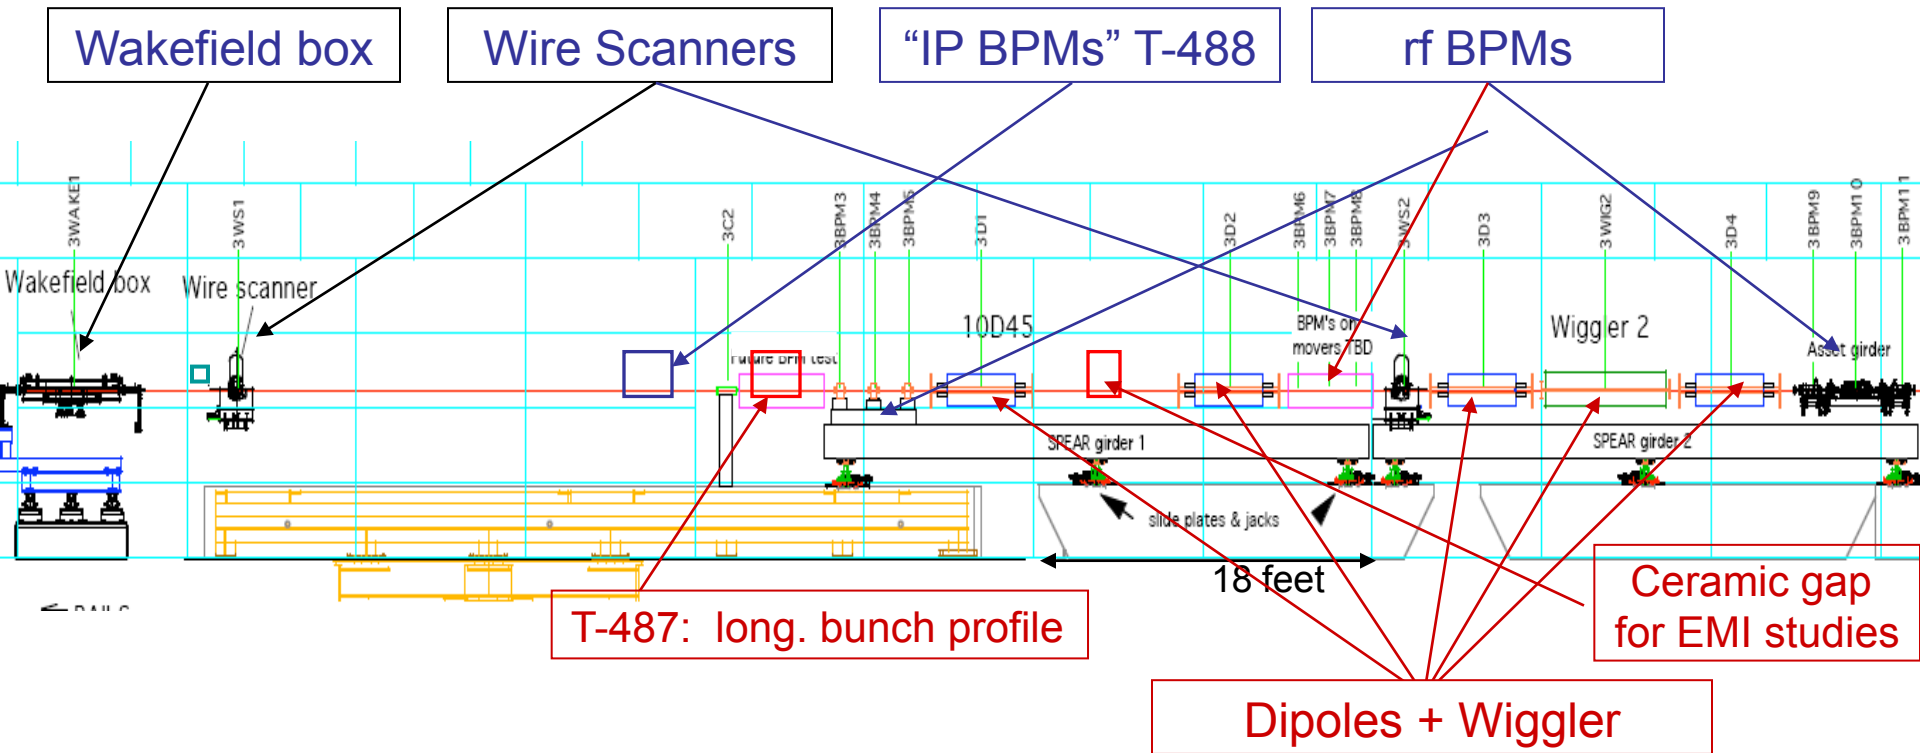 Wakefield box
Wire Scanners
“IP BPMs” T-488
rf BPMs
3WAKE1
3WS1
3C2
3BPM3
3BPM4
3BPM5
3D1
3D2
3BPM6
3BPM7
3BPM8
3WS2
3D3
3WIG2
3D4
3BPM9
3BPM10
3BPM11
Wakefield box
Wire scanner
10D45
BPM's on
movers TBD
Wiggler 2
Asset girder
Future BPM test
SPEAR girder 1
SPEAR girder 2
slide plates & jacks
18 feet
T-487: long. bunch profile
Ceramic gap
for EMI studies
Dipoles + Wiggler